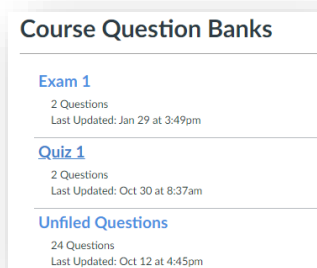 Course Question Banks
Exam 1
2 Questions
Last Updated: Jan 29 at 3:49pm
Quiz 1
2 Questions
Last Updated: Oct 30 at 8:37am
Unfiled Questions
24 Questions
Last Updated: Oct 12 at 4:45pm